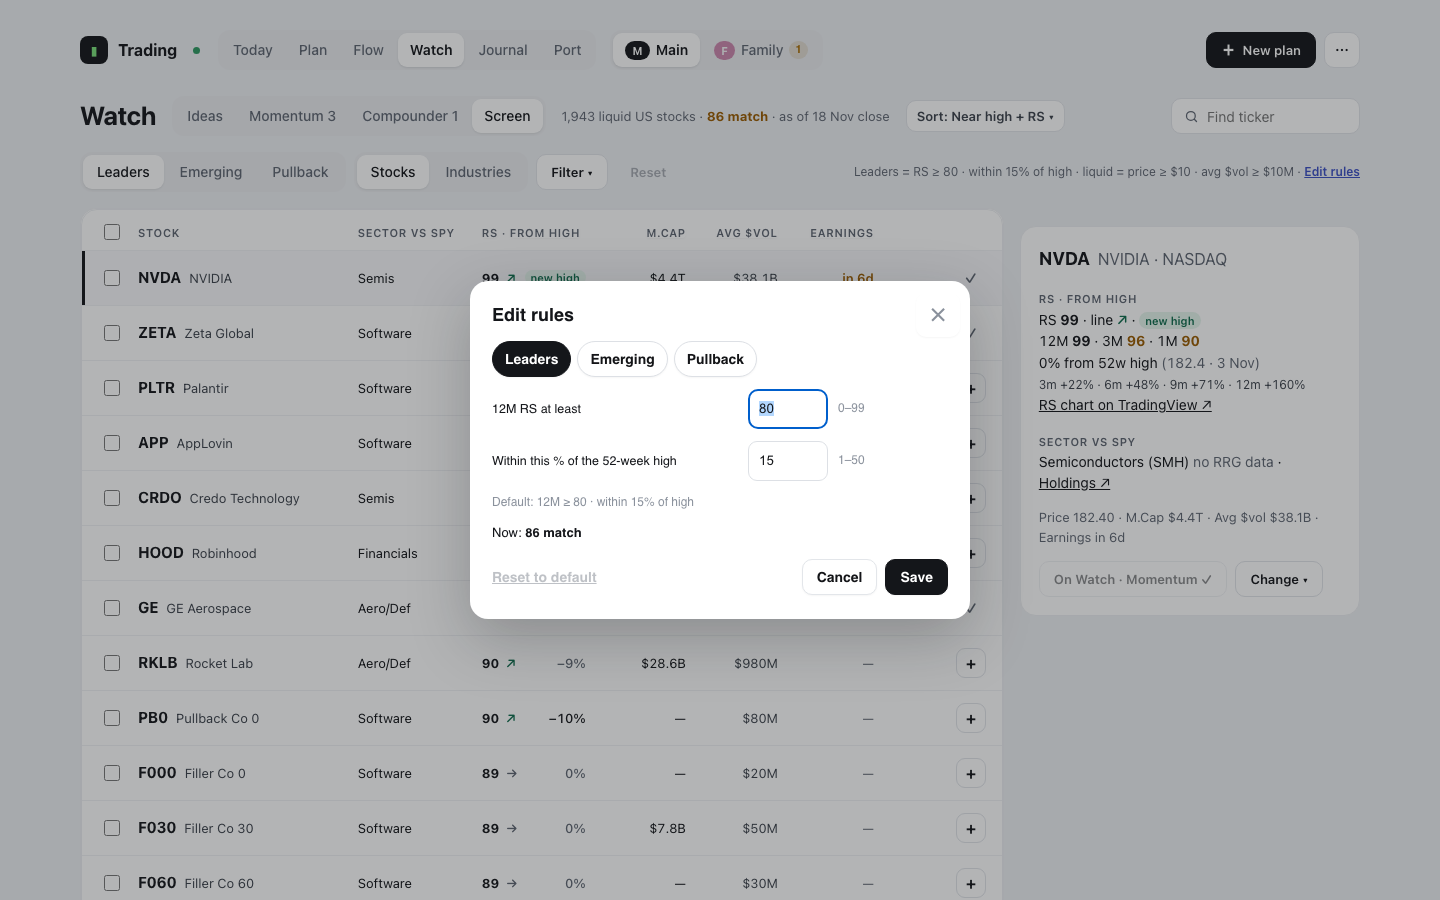 Trading Today Plan Flow Watch Journal Port M Main F Family 1 + New plan ···
Watch Ideas Momentum 3 Compounder 1 Screen 1,943 liquid US stocks · 86 match · as of 18 Nov close Sort: Near high + RS ▾ Find ticker
Leaders Emerging Pullback Stocks Industries Filter ▾ Reset Leaders = RS ≥ 80 · within 15% of high · liquid = price ≥ $10 · avg $vol ≥ $10M · Edit rules
STOCK SECTOR VS SPY RS · FROM HIGH M.CAP AVG $VOL EARNINGS
NVDA NVIDIA Semis 99 ↗ new high $4.4T $38.1B in 6d ✓
ZETA Zeta Global Software
PLTR Palantir Software
APP AppLovin Software
CRDO Credo Technology Semis
HOOD Robinhood Financials
GE GE Aerospace Aero/Def
RKLB Rocket Lab Aero/Def 90 ↗ −9% $28.6B $980M — +
PB0 Pullback Co 0 Software 90 ↗ −10% — $80M — +
F000 Filler Co 0 Software 89 → 0% — $20M — +
F030 Filler Co 30 Software 89 → 0% $7.8B $50M — +
F060 Filler Co 60 Software 89 → 0% — $30M — +
Edit rules
Leaders Emerging Pullback
12M RS at least 80 0–99
Within this % of the 52-week high 15 1–50
Default: 12M ≥ 80 · within 15% of high
Now: 86 match
Reset to default Cancel Save
NVDA NVIDIA · NASDAQ
RS · FROM HIGH
RS 99 · line ↗ · new high
12M 99 · 3M 96 · 1M 90
0% from 52w high (182.4 · 3 Nov)
3m +22% · 6m +48% · 9m +71% · 12m +160%
RS chart on TradingView ↗
SECTOR VS SPY
Semiconductors (SMH) no RRG data ·
Holdings ↗
Price 182.40 · M.Cap $4.4T · Avg $vol $38.1B ·
Earnings in 6d
On Watch · Momentum ✓ Change ▾